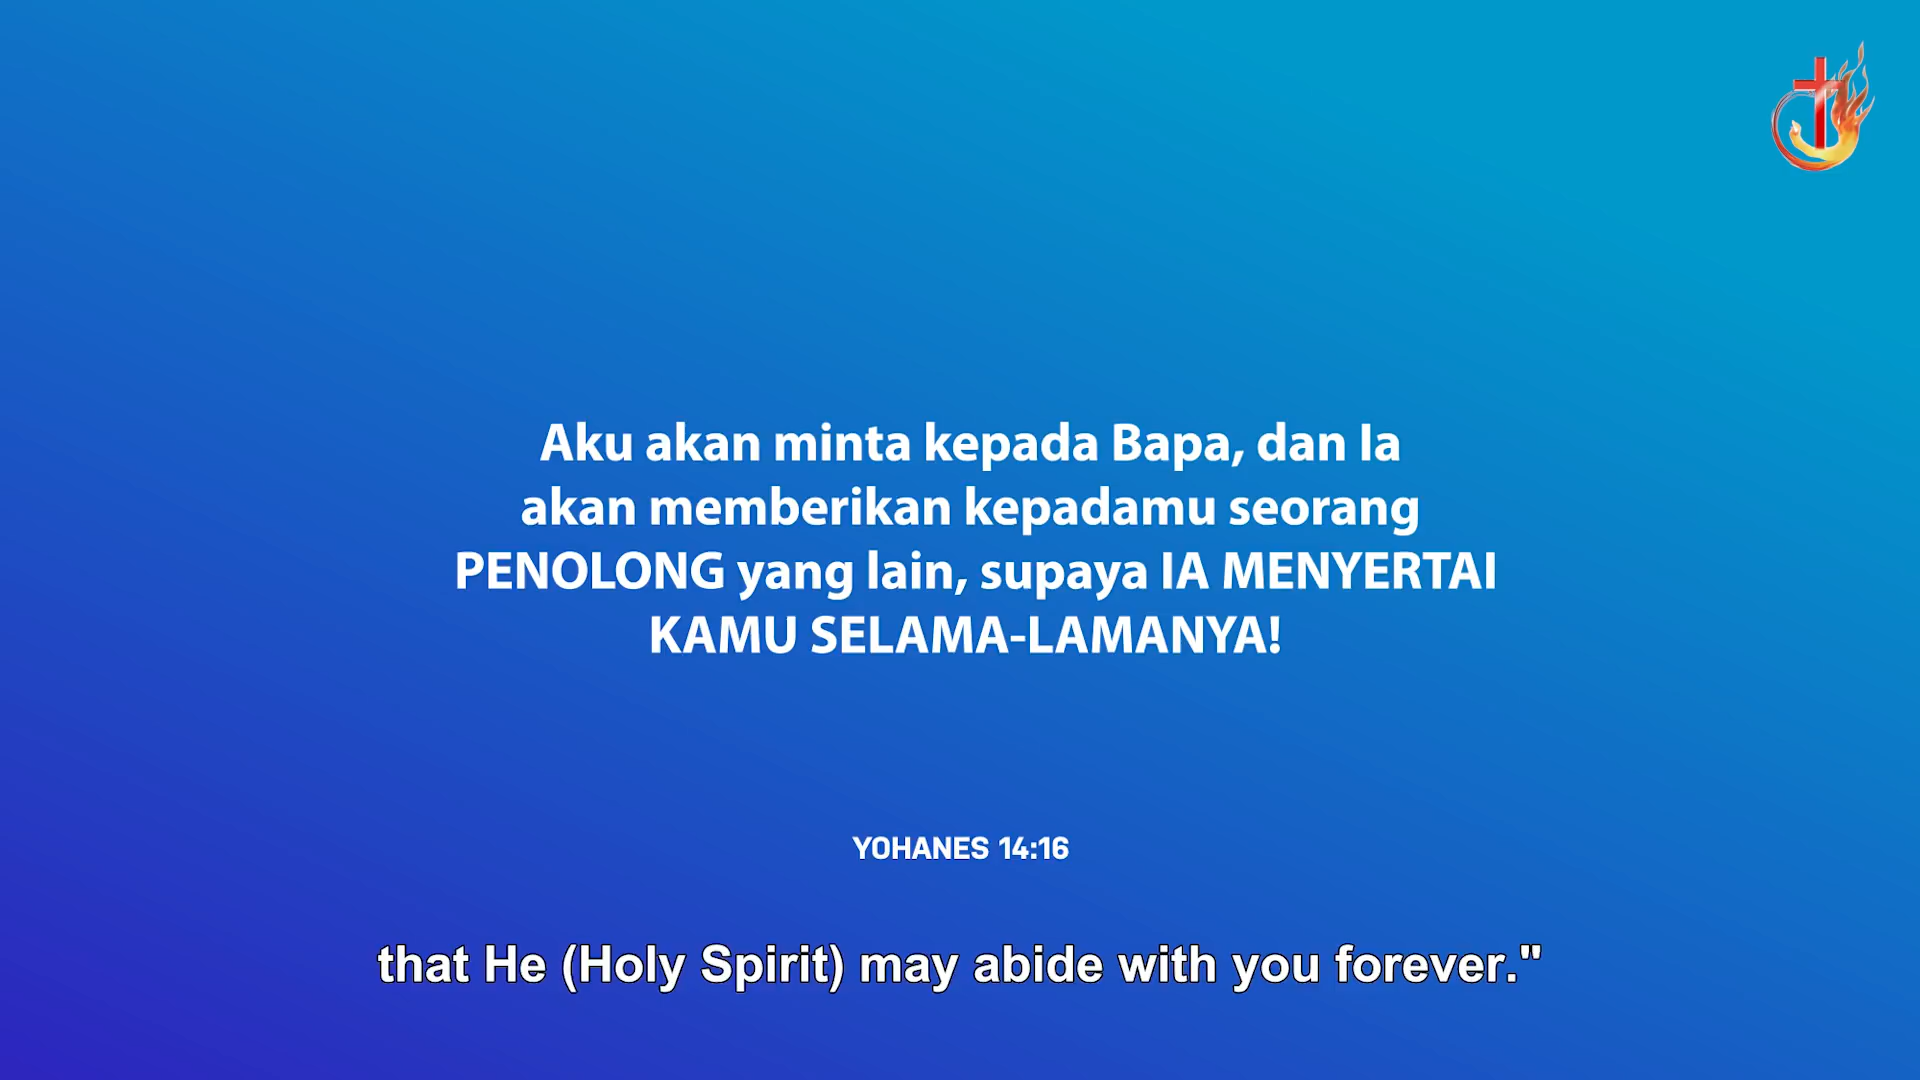 Aku akan minta kepada Bapa, dan Ia
akan memberikan kepadamu seorang
PENOLONG yang lain, supaya IA MENYERTAI
KAMU SELAMA-LAMANYA!
YOHANES 14:16
that He (Holy Spirit) may abide with you forever."